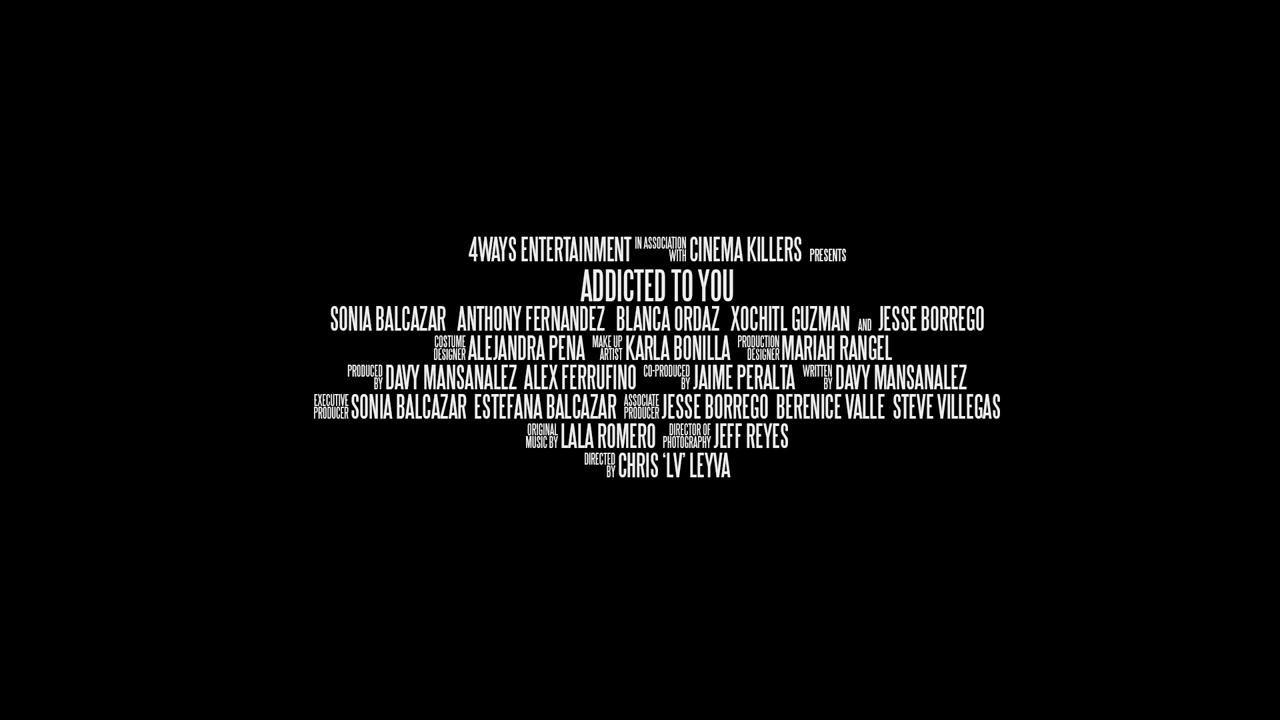 4WAYS ENTERTAINMENT IN ASSOCIATION WITH CINEMA KILLERS PRESENTS
ADDICTED TO YOU
SONIA BALCAZAR ANTHONY FERNANDEZ BLANCA ORDAZ XOCHITL GUZMAN AND JESSE BORREGO
COSTUME DESIGNER ALEJANDRA PENA MAKE UP ARTIST KARLA BONILLA PRODUCTION DESIGNER MARIAH RANGEL
PRODUCED BY DAVY MANSANALEZ ALEX FERRUFINO CO-PRODUCED BY JAIME PERALTA WRITTEN BY DAVY MANSANALEZ
EXECUTIVE PRODUCER SONIA BALCAZAR ESTEFANA BALCAZAR ASSOCIATE PRODUCER JESSE BORREGO BERENICE VALLE STEVE VILLEGAS
ORIGINAL MUSIC BY LALA ROMERO DIRECTOR OF PHOTOGRAPHY JEFF REYES
DIRECTED BY CHRIS ‘LV’ LEYVA